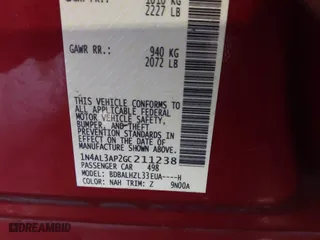 2227 LB
GAWR RR.: 940 KG
2072 LB
THIS VEHICLE CONFORMS TO ALL
APPLICABLE FEDERAL
MOTOR VEHICLE SAFETY,
BUMPER, AND THEFT PREVENTION
STANDARDS IN EFFECT ON THE
DATE OF MANUFACTURE SHOWN
ABOVE.
1N4AL3AP2GC211238
PASSENGER CAR 498
MODEL: BDBALHZL33EUA----H
COLOR: NAH TRIM: Z 9N00A
DREAMBID